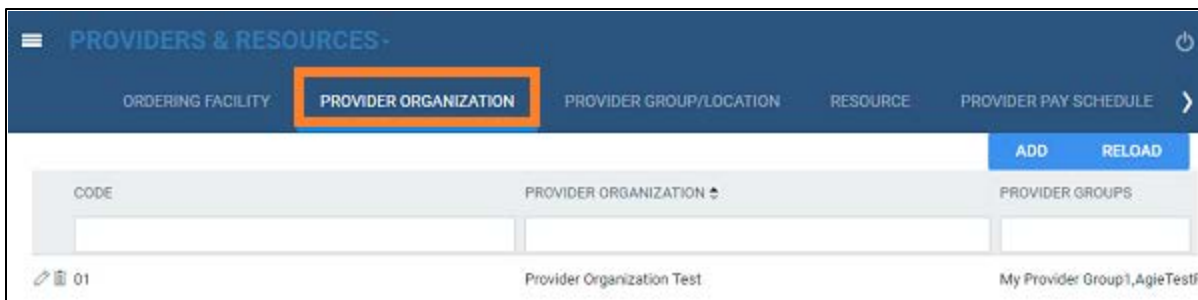 PROVIDERS & RESOURCES
ORDERING FACILITY PROVIDER ORGANIZATION PROVIDER GROUP/LOCATION RESOURCE PROVIDER PAY SCHEDULE
ADD RELOAD
CODE PROVIDER ORGANIZATION PROVIDER GROUPS
01 Provider Organization Test My Provider Group1,AgieTest